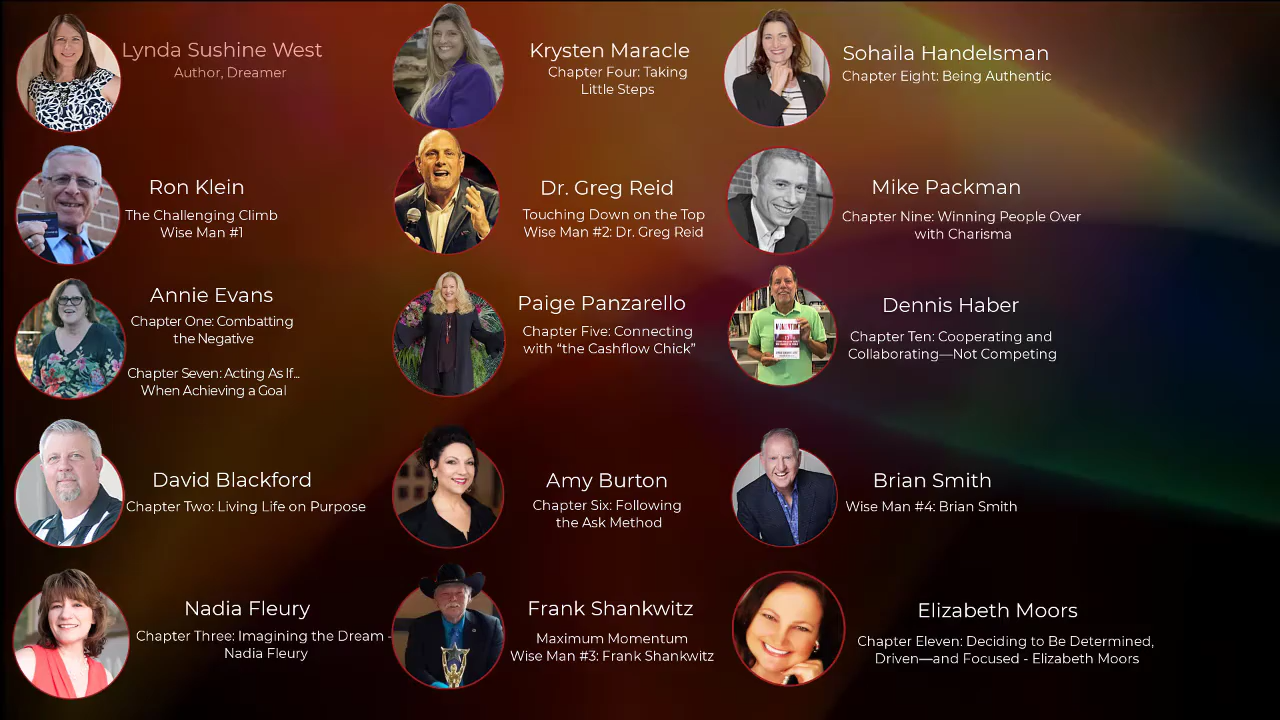 Lynda Sushine West
Author, Dreamer
Ron Klein
The Challenging Climb
Wise Man #1
Annie Evans
Chapter One: Combatting
the Negative
Chapter Seven: Acting As If...
When Achieving a Goal
David Blackford
Chapter Two: Living Life on Purpose
Nadia Fleury
Chapter Three: Imagining the Dream -
Nadia Fleury
Krysten Maracle
Chapter Four: Taking
Little Steps
Dr. Greg Reid
Touching Down on the Top
Wise Man #2: Dr. Greg Reid
Paige Panzarello
Chapter Five: Connecting
with “the Cashflow Chick”
Amy Burton
Chapter Six: Following
the Ask Method
Frank Shankwitz
Maximum Momentum
Wise Man #3: Frank Shankwitz
Sohaila Handelsman
Chapter Eight: Being Authentic
Mike Packman
Chapter Nine: Winning People Over
with Charisma
Dennis Haber
Chapter Ten: Cooperating and
Collaborating—Not Competing
Brian Smith
Wise Man #4: Brian Smith
Elizabeth Moors
Chapter Eleven: Deciding to Be Determined,
Driven—and Focused - Elizabeth Moors